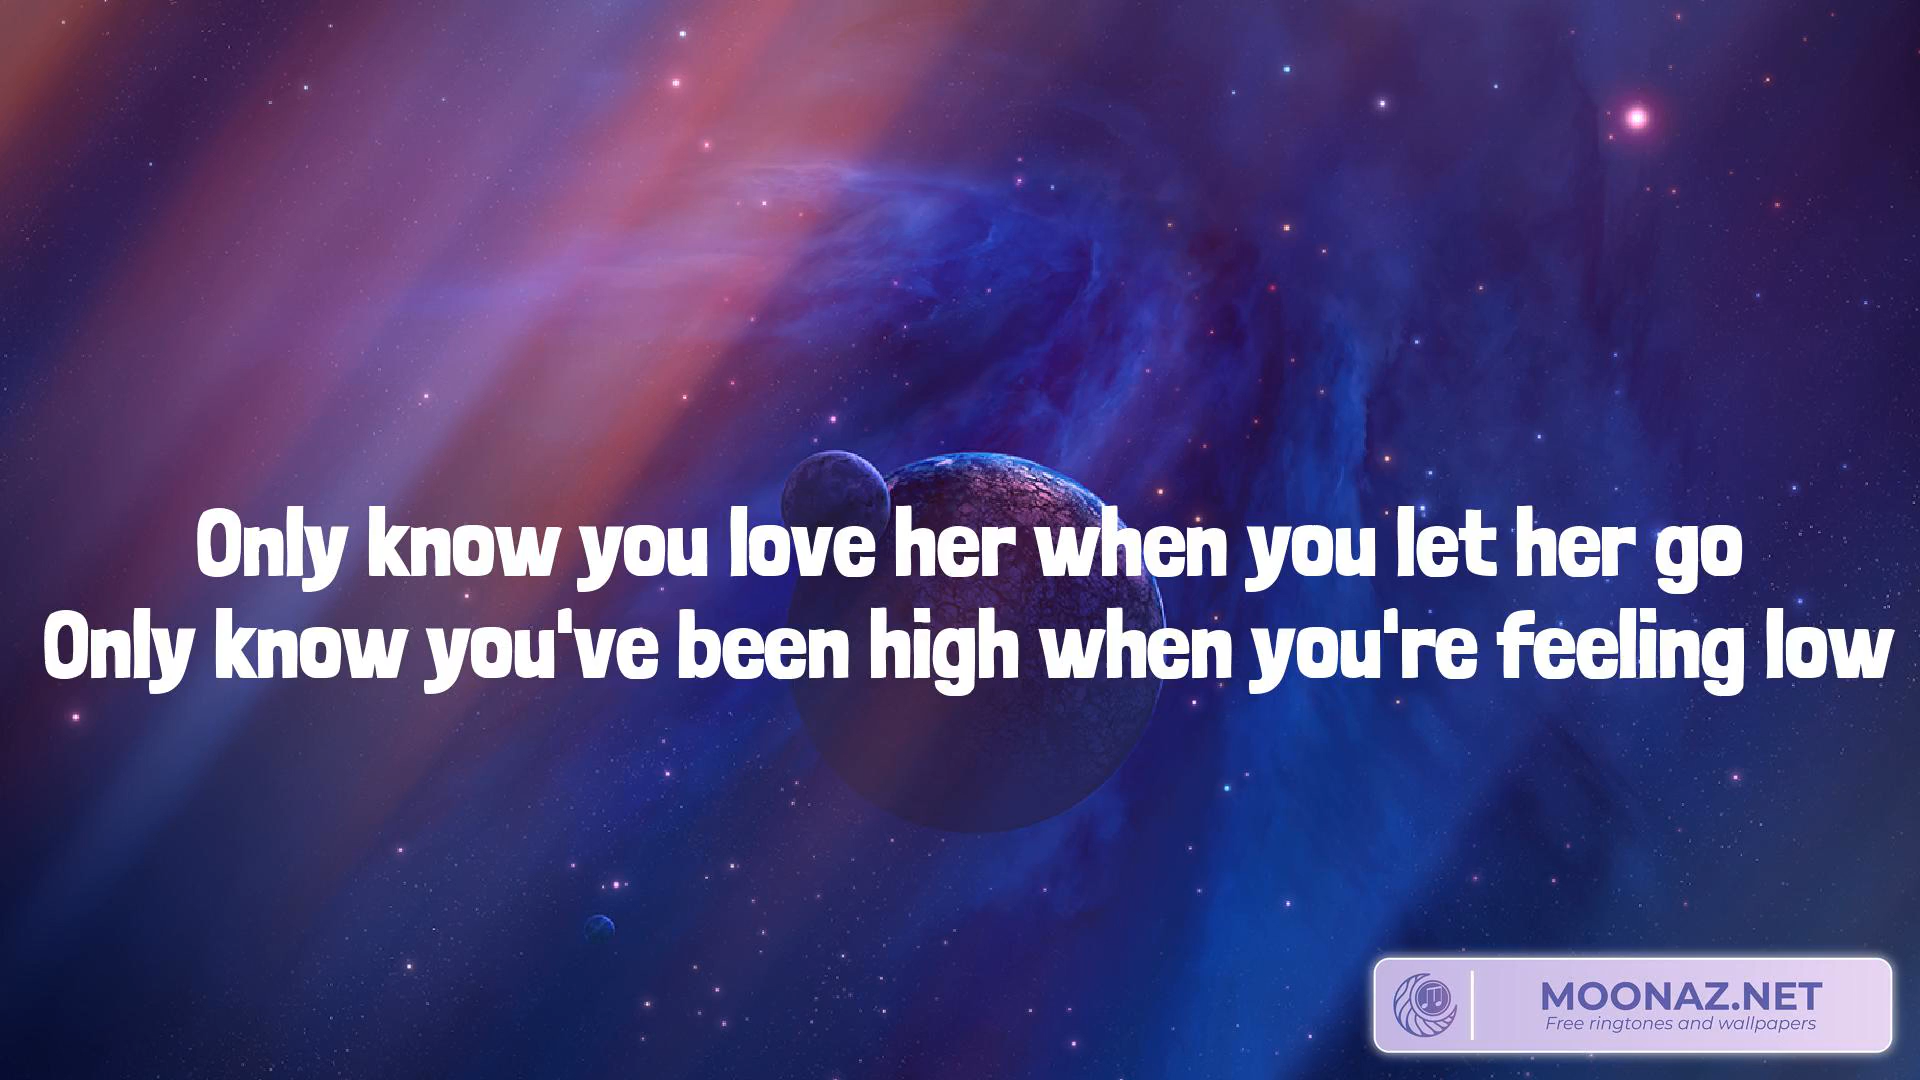 Only know you love her when you let her go
Only know you've been high when you're feeling low
MOONAZ.NET
Free ringtones and wallpapers